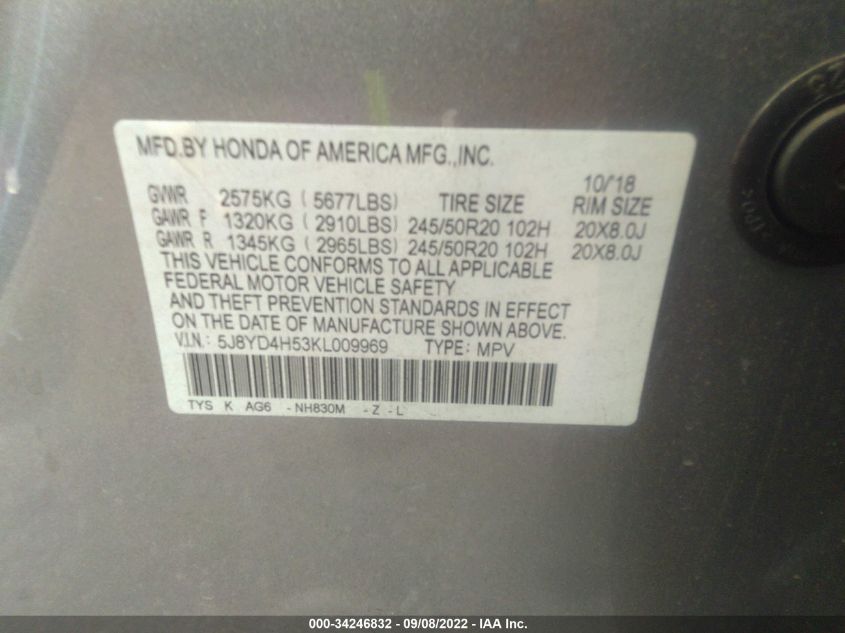 MFD.BY HONDA OF AMERICA MFG.,INC.
10/'18
GVWR 2575KG ( 5677LBS) TIRE SIZE RIM SIZE
GAWR F 1320KG ( 2910LBS) 245/50R20 102H 20X8.0J
GAWR R 1345KG ( 2965LBS) 245/50R20 102H 20X8.0J
THIS VEHICLE CONFORMS TO ALL APPLICABLE
FEDERAL MOTOR VEHICLE SAFETY
AND THEFT PREVENTION STANDARDS IN EFFECT
ON THE DATE OF MANUFACTURE SHOWN ABOVE.
V.I.N.: 5J8YD4H53KL009969 TYPE: MPV
TYS K AG6 -NH830M -Z-L
000-34246832 - 09/08/2022 - IAA Inc.